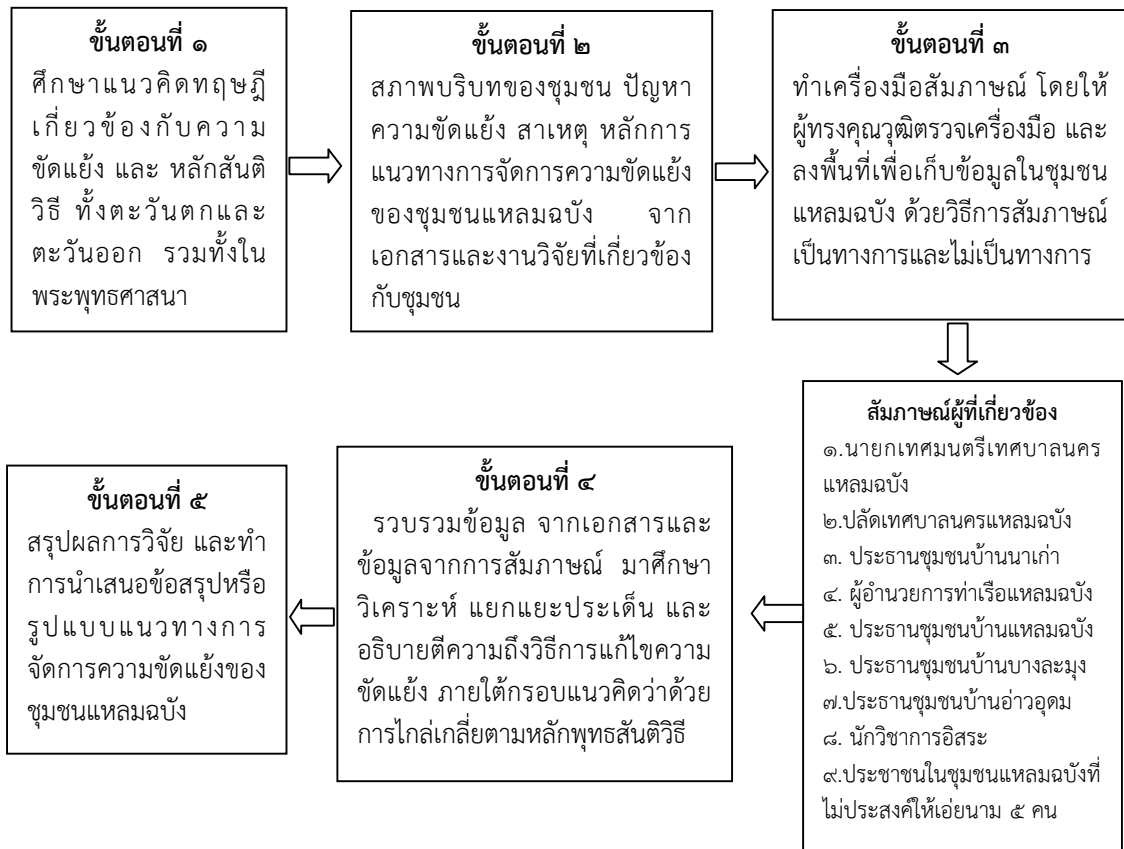 ขั้นตอนที่ ๑
ศึกษาแนวคิดทฤษฎี
เกี่ยวข้องกับความ
ขัดแย้ง และ หลักสันติ
วิธี ทั้งตะวันตกและ
ตะวันออก รวมทั้งใน
พระพุทธศาสนา
ขั้นตอนที่ ๒
สภาพบริบทของชุมชน ปัญหา
ความขัดแย้ง สาเหตุ หลักการ
แนวทางการจัดการความขัดแย้ง
ของชุมชนแหลมฉบัง จาก
เอกสารและงานวิจัยที่เกี่ยวข้อง
กับชุมชน
ขั้นตอนที่ ๓
ทำเครื่องมือสัมภาษณ์ โดยให้
ผู้ทรงคุณวุฒิตรวจเครื่องมือ และ
ลงพื้นที่เพื่อเก็บข้อมูลในชุมชน
แหลมฉบัง ด้วยวิธีการสัมภาษณ์
เป็นทางการและไม่เป็นทางการ
สัมภาษณ์ผู้ที่เกี่ยวข้อง
๑.นายกเทศมนตรีเทศบาลนคร
แหลมฉบัง
๒.ปลัดเทศบาลนครแหลมฉบัง
๓. ประธานชุมชนบ้านนาเก่า
๔. ผู้อำนวยการท่าเรือแหลมฉบัง
๕. ประธานชุมชนบ้านแหลมฉบัง
๖. ประธานชุมชนบ้านบางละมุง
๗.ประธานชุมชนบ้านอ่าวอุดม
๘. นักวิชาการอิสระ
๙.ประชาชนในชุมชนแหลมฉบังที่
ไม่ประสงค์ให้เอ่ยนาม ๕ คน
ขั้นตอนที่ ๔
รวบรวมข้อมูล จากเอกสารและ
ข้อมูลจากการสัมภาษณ์ มาศึกษา
วิเคราะห์ แยกแยะประเด็น และ
อธิบายตีความถึงวิธีการแก้ไขความ
ขัดแย้ง ภายใต้กรอบแนวคิดว่าด้วย
การไกล่เกลี่ยตามหลักพุทธสันติวิธี
ขั้นตอนที่ ๕
สรุปผลการวิจัย และทำ
การนำเสนอข้อสรุปหรือ
รูปแบบแนวทางการ
จัดการความขัดแย้งของ
ชุมชนแหลมฉบัง